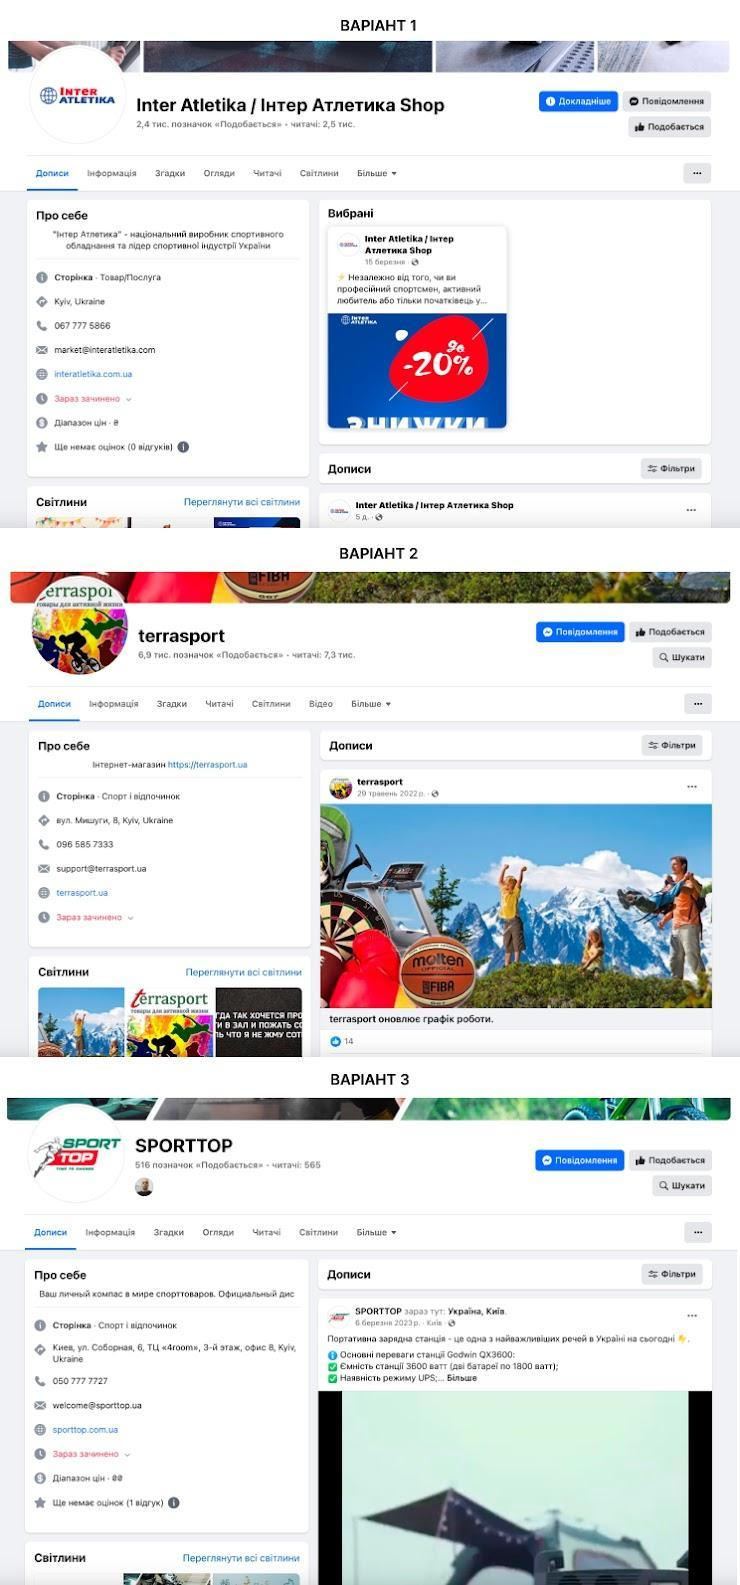 ВАРІАНТ 1
INTER ATLETIKA
Inter Atletika / Інтер Атлетика Shop
2,4 тис. позначок «Подобається» • читачі: 2,5 тис.
Докладніше
Повідомлення
Подобається
Дописи Інформація Згадки Огляди Читачі Світлини Більше
Про себе
"Інтер Атлетика" - національний виробник спортивного
обладнання та лідер спортивної індустрії України
Сторінка · Товар/Послуга
Kyiv, Ukraine
067 777 5866
market@interatletika.com
interatletika.com.ua
Зараз зачинено
Діапазон цін · ₴
Ще немає оцінок (0 відгуків)
Світлини Переглянути всі світлини
Вибрані
Inter Atletika / Інтер
Атлетика Shop
15 березня ·
⚡ Незалежно від того, чи ви
професійний спортсмен, активний
любитель або тільки початківець у...
INTER ATLETIKA
до
-20%
ЗНИЖКИ
Дописи
Фільтри
Inter Atletika / Інтер Атлетика Shop
5 д. ·
ВАРІАНТ 2
FIBA
terrasport
товары для активной жизни
terrasport
6,9 тис. позначок «Подобається» • читачі: 7,3 тис.
Повідомлення
Подобається
Шукати
Дописи Інформація Згадки Читачі Світлини Відео Більше
Про себе
Інтернет-магазин https://terrasport.ua
Сторінка · Спорт і відпочинок
вул. Мишуги, 8, Kyiv, Ukraine
096 585 7333
support@terrasport.ua
terrasport.ua
Зараз зачинено
Світлини Переглянути всі світлини
terrasport
товары для активной жизни
ГДА ТАК ХОЧЕТСЯ ПРО
ТИ В ЗАЛ И ПОЖАТЬ СО
Ь ЧТО Я НЕ ЖМУ СОТ
Дописи
Фільтри
terrasport
29 травень 2022 р. ·
molten
OFFICIAL
FIBA
terrasport оновлює графік роботи.
14
ВАРІАНТ 3
SPORT
TOP
TIME TO CHANGE
SPORTTOP
516 позначок «Подобається» • читачі: 565
Повідомлення
Подобається
Шукати
Дописи Інформація Згадки Огляди Читачі Світлини Більше
Про себе
Ваш личный компас в мире спорттоваров. Официальный дис
Сторінка · Спорт і відпочинок
Киев, ул. Соборная, 6, ТЦ «4room», 3-й этаж, офис 8, Kyiv,
Ukraine
050 777 7727
welcome@sporttop.ua
sporttop.com.ua
Зараз зачинено
Діапазон цін · ₴₴
Ще немає оцінок (1 відгук)
Світлини Переглянути всі світлини
Дописи
Фільтри
SPORTTOP зараз тут: Україна, Київ.
6 березня 2023 р. · Київ ·
Портативна зарядна станція - це одна з найважливіших речей в Україні на сьогодні 👇.
ℹ️ Основні переваги станції Godwin QX3600:
✅ Ємність станції 3600 ватт (дві батареї по 1800 ватт);
✅ Наявність режиму UPS;... Більше